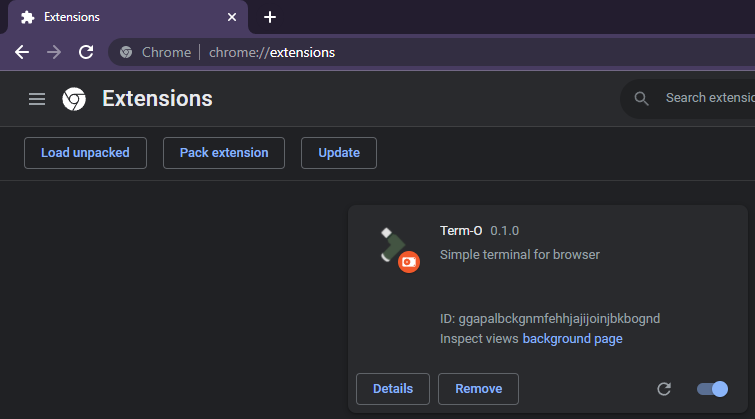 Extensions
Chrome chrome://extensions
Extensions
Search extensio
Load unpacked Pack extension Update
Term-O 0.1.0
Simple terminal for browser
ID: ggapalbckgnmfehhjajijoinjbkbognd
Inspect views background page
Details Remove